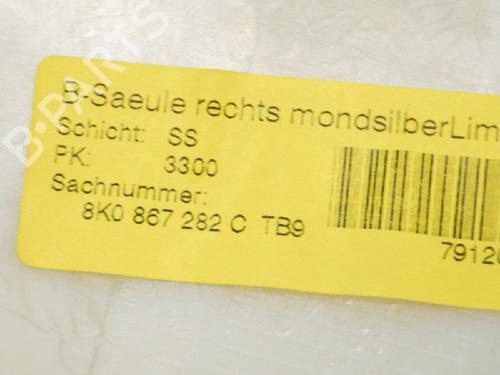 B-Saeule rechts mondsilberLim
Schicht: SS
PK: 3300
Sachnummer:
8K0 867 282 C TB9
7912
B-PARTS